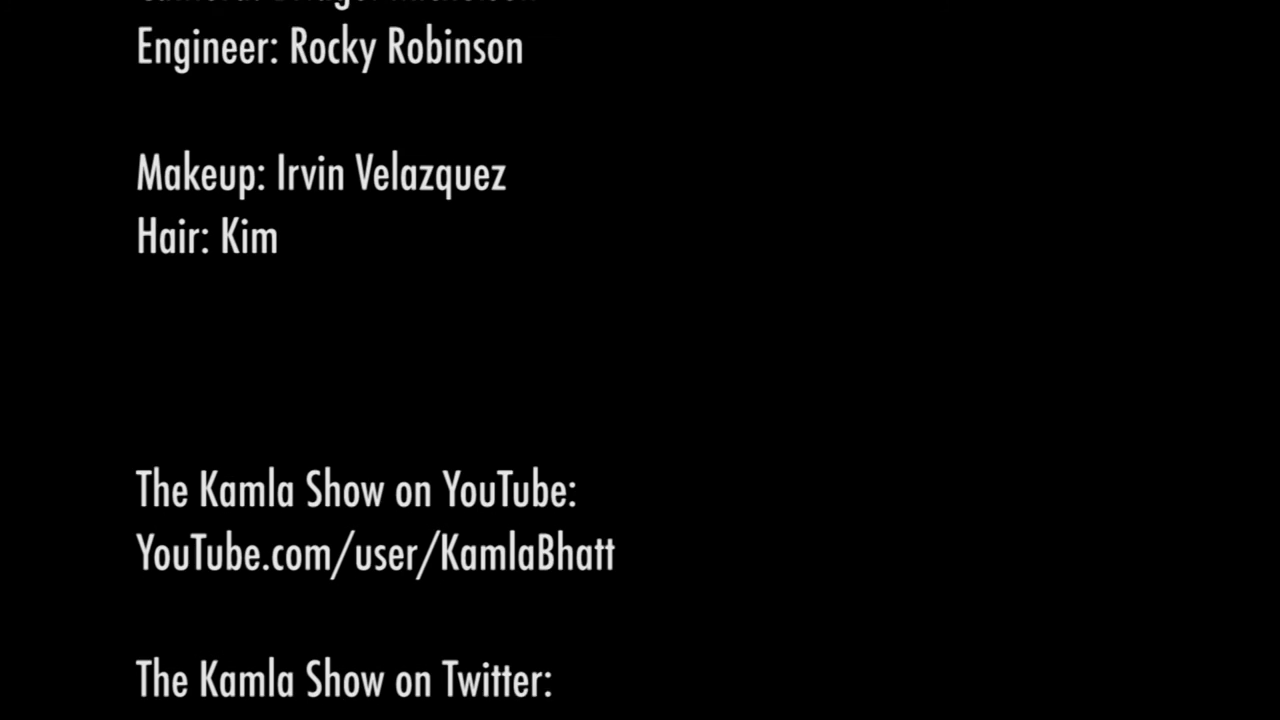 Engineer: Rocky Robinson
Makeup: Irvin Velazquez
Hair: Kim
The Kamla Show on YouTube:
YouTube.com/user/KamlaBhatt
The Kamla Show on Twitter: